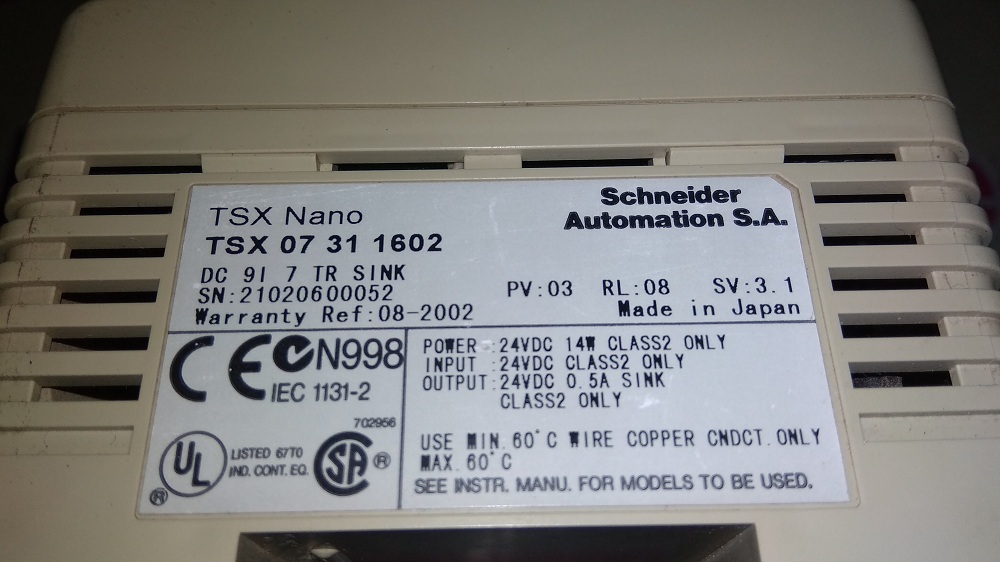 Schneider
Automation S.A.
TSX Nano
TSX 07 31 1602
DC 9I 7 TR SINK
SN:21020600052 PV:03 RL:08 SV:3.1
Warranty Ref:08-2002 Made in Japan
CE N998
IEC 1131-2
702956
UL LISTED 67T0
IND. CONT. EQ.
SA ®
®
POWER :24VDC 14W CLASS2 ONLY
INPUT :24VDC CLASS2 ONLY
OUTPUT:24VDC 0.5A SINK
CLASS2 ONLY
USE MIN.60°C WIRE COPPER CNDCT.ONLY
MAX.60°C
SEE INSTR. MANU. FOR MODELS TO BE USED.